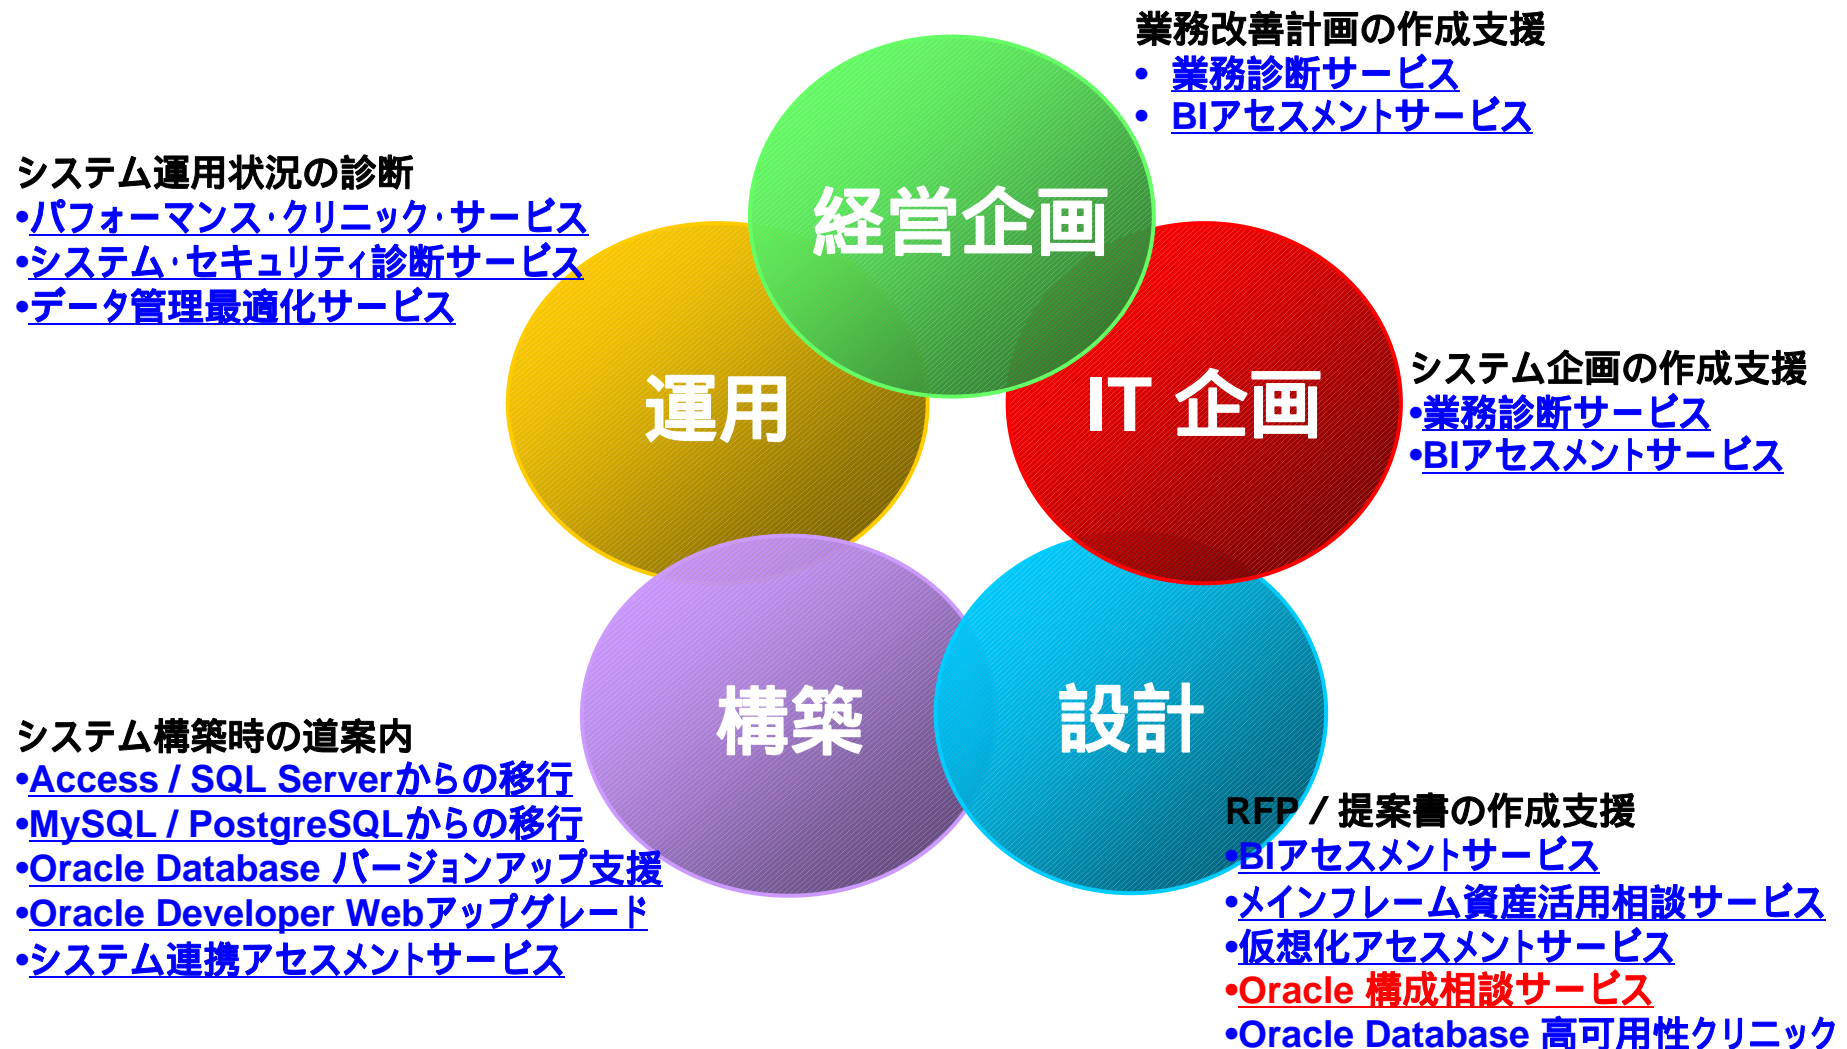 業務改善計画の作成支援
• 業務診断サービス
• BIアセスメントサービス
システム運用状況の診断
•パフォーマンス・クリニック・サービス
•システム・セキュリティ診断サービス
•データ管理最適化サービス
経営企画
運用
IT 企画
システム企画の作成支援
•業務診断サービス
•BIアセスメントサービス
構築
設計
システム構築時の道案内
•Access / SQL Serverからの移行
•MySQL / PostgreSQLからの移行
•Oracle Database バージョンアップ支援
•Oracle Developer Webアップグレード
•システム連携アセスメントサービス
RFP / 提案書の作成支援
•BIアセスメントサービス
•メインフレーム資産活用相談サービス
•仮想化アセスメントサービス
•Oracle 構成相談サービス
•Oracle Database 高可用性クリニック